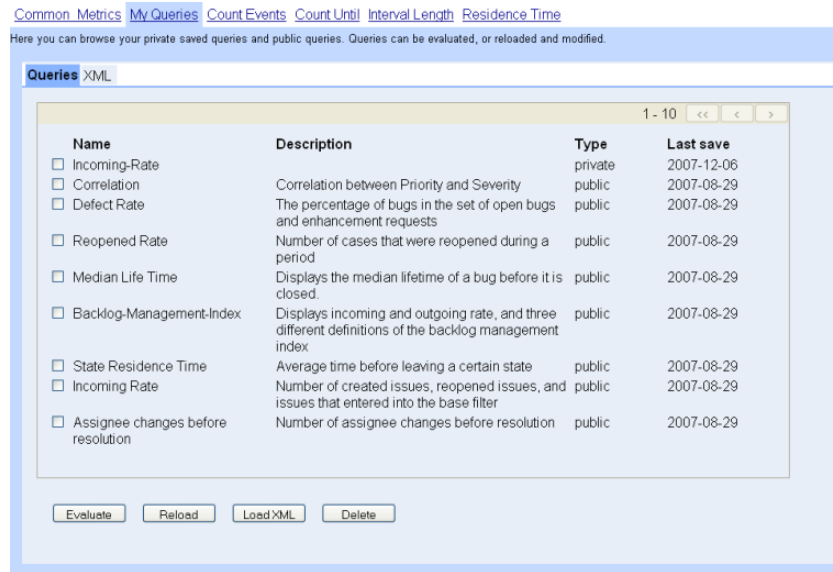 Common Metrics My Queries Count Events Count Until Interval Length Residence Time
Here you can browse your private saved queries and public queries. Queries can be evaluated, or reloaded and modified.
Queries XML
1 - 10 << < >
Name Description Type Last save
Incoming-Rate private 2007-12-06
Correlation Correlation between Priority and Severity public 2007-08-29
Defect Rate The percentage of bugs in the set of open bugs public 2007-08-29
and enhancement requests
Reopened Rate Number of cases that were reopened during a public 2007-08-29
period
Median Life Time Displays the median lifetime of a bug before it is public 2007-08-29
closed.
Backlog-Management-Index Displays incoming and outgoing rate, and three public 2007-08-29
different definitions of the backlog management
index
State Residence Time Average time before leaving a certain state public 2007-08-29
Incoming Rate Number of created issues, reopened issues, and public 2007-08-29
issues that entered into the base filter
Assignee changes before Number of assignee changes before resolution public 2007-08-29
resolution
Evaluate Reload Load XML Delete